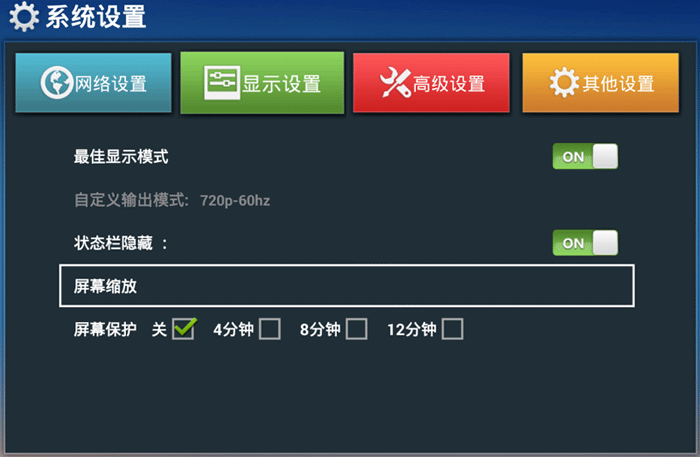 系统设置
网络设置 显示设置 高级设置 其他设置
最佳显示模式 ON
自定义输出模式: 720p-60hz
状态栏隐藏 : ON
屏幕缩放
屏幕保护 关 4分钟 8分钟 12分钟